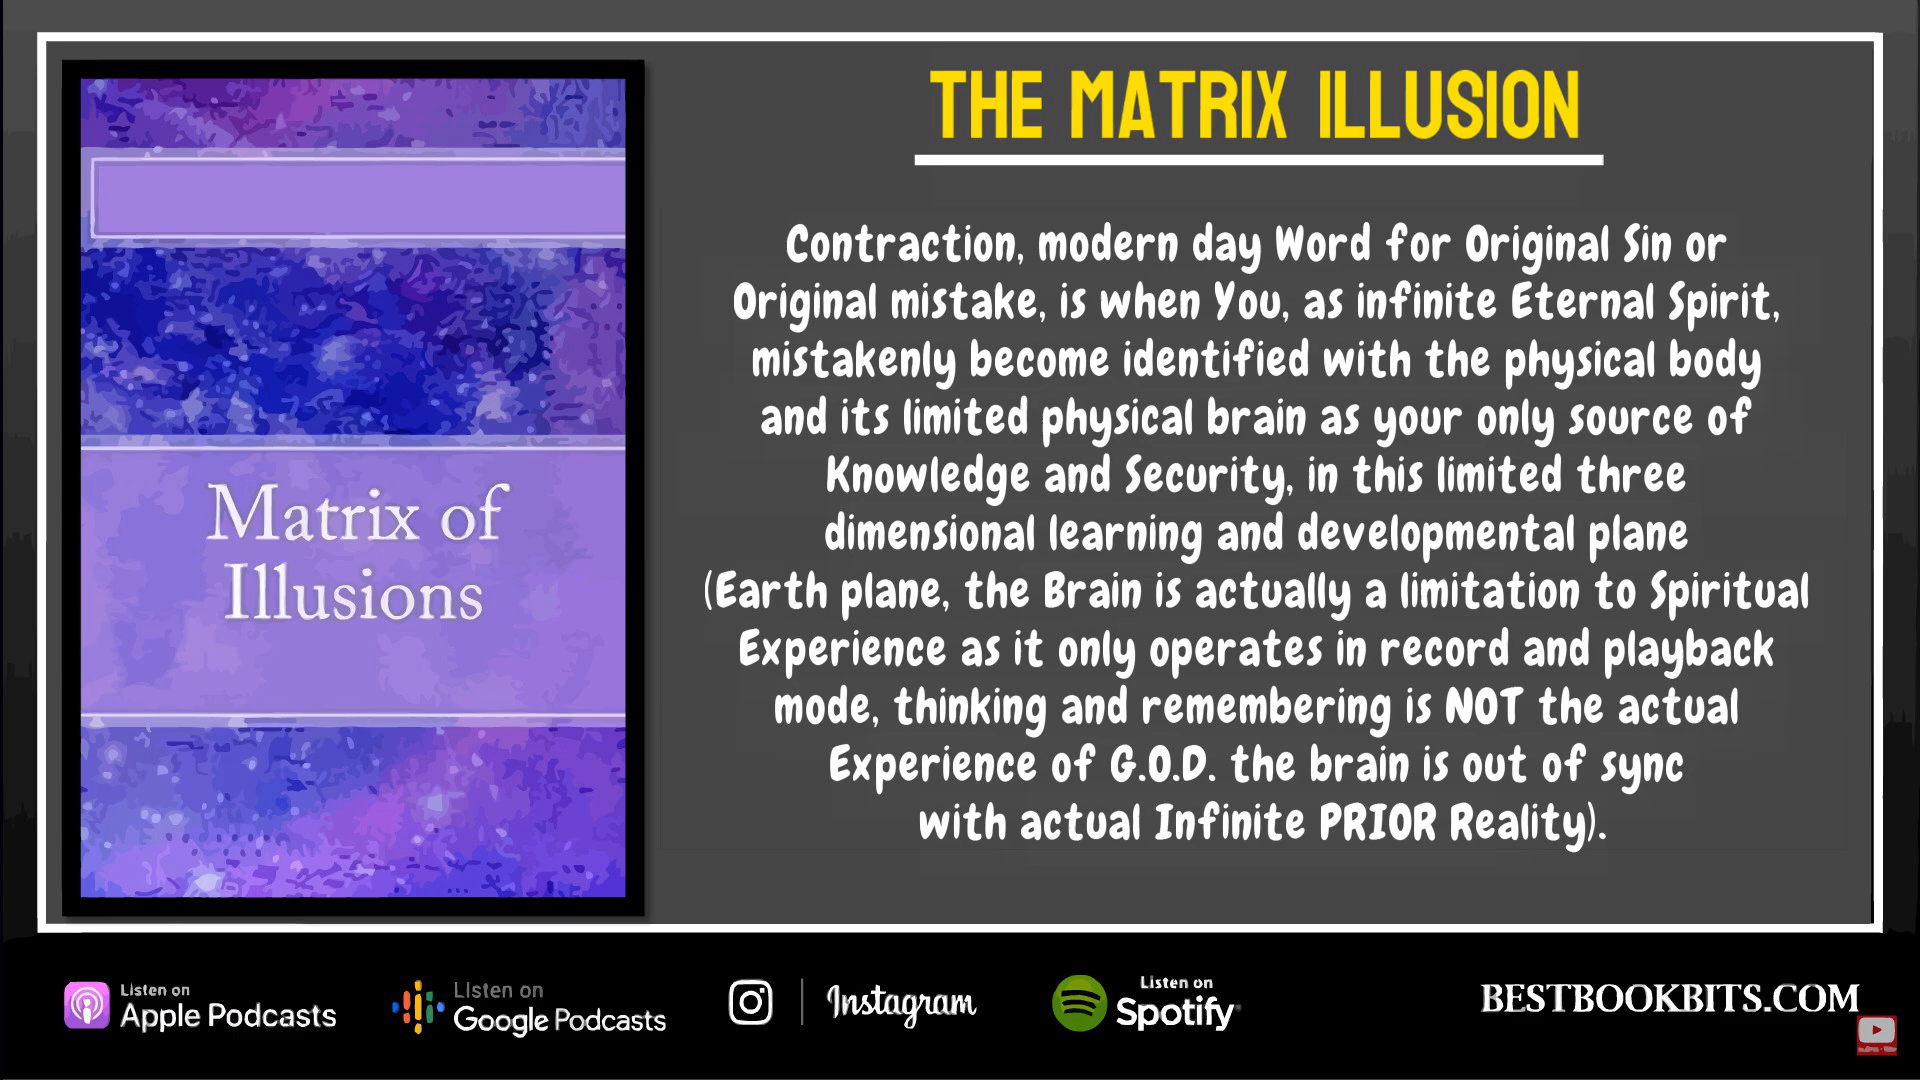 THE MATRIX ILLUSION
Matrix of
Illusions
Contraction, modern day Word for Original Sin or
Original mistake, is when You, as infinite Eternal Spirit,
mistakenly become identified with the physical body
and its limited physical brain as your only source of
Knowledge and Security, in this limited three
dimensional learning and developmental plane
(Earth plane, the Brain is actually a limitation to Spiritual
Experience as it only operates in record and playback
mode, thinking and remembering is NOT the actual
Experience of G.O.D. the brain is out of sync
with actual Infinite PRIOR Reality).
Listen on
Apple Podcasts
Listen on
Google Podcasts
Instagram
Listen on
Spotify
BESTBOOKBITS.COM